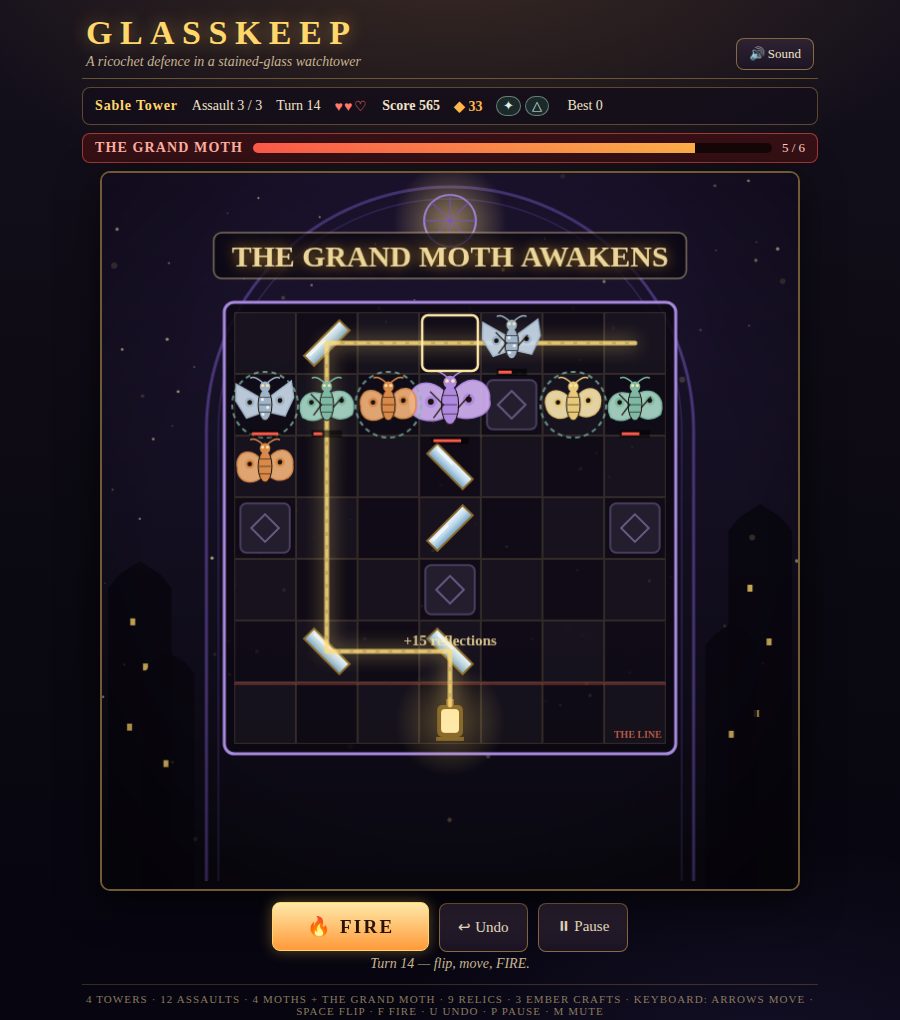 GLASSKEEP
A ricochet defence in a stained-glass watchtower
🔊 Sound
Sable Tower Assault 3 / 3 Turn 14 ♥♥♡ Score 565 ◆ 33 ✦ △ Best 0
THE GRAND MOTH 5 / 6
THE GRAND MOTH AWAKENS
+15 reflections
THE LINE
🔥 FIRE ↩ Undo ⏸ Pause
Turn 14 — flip, move, FIRE.
4 TOWERS · 12 ASSAULTS · 4 MOTHS + THE GRAND MOTH · 9 RELICS · 3 EMBER CRAFTS · KEYBOARD: ARROWS MOVE ·
SPACE FLIP · F FIRE · U UNDO · P PAUSE · M MUTE